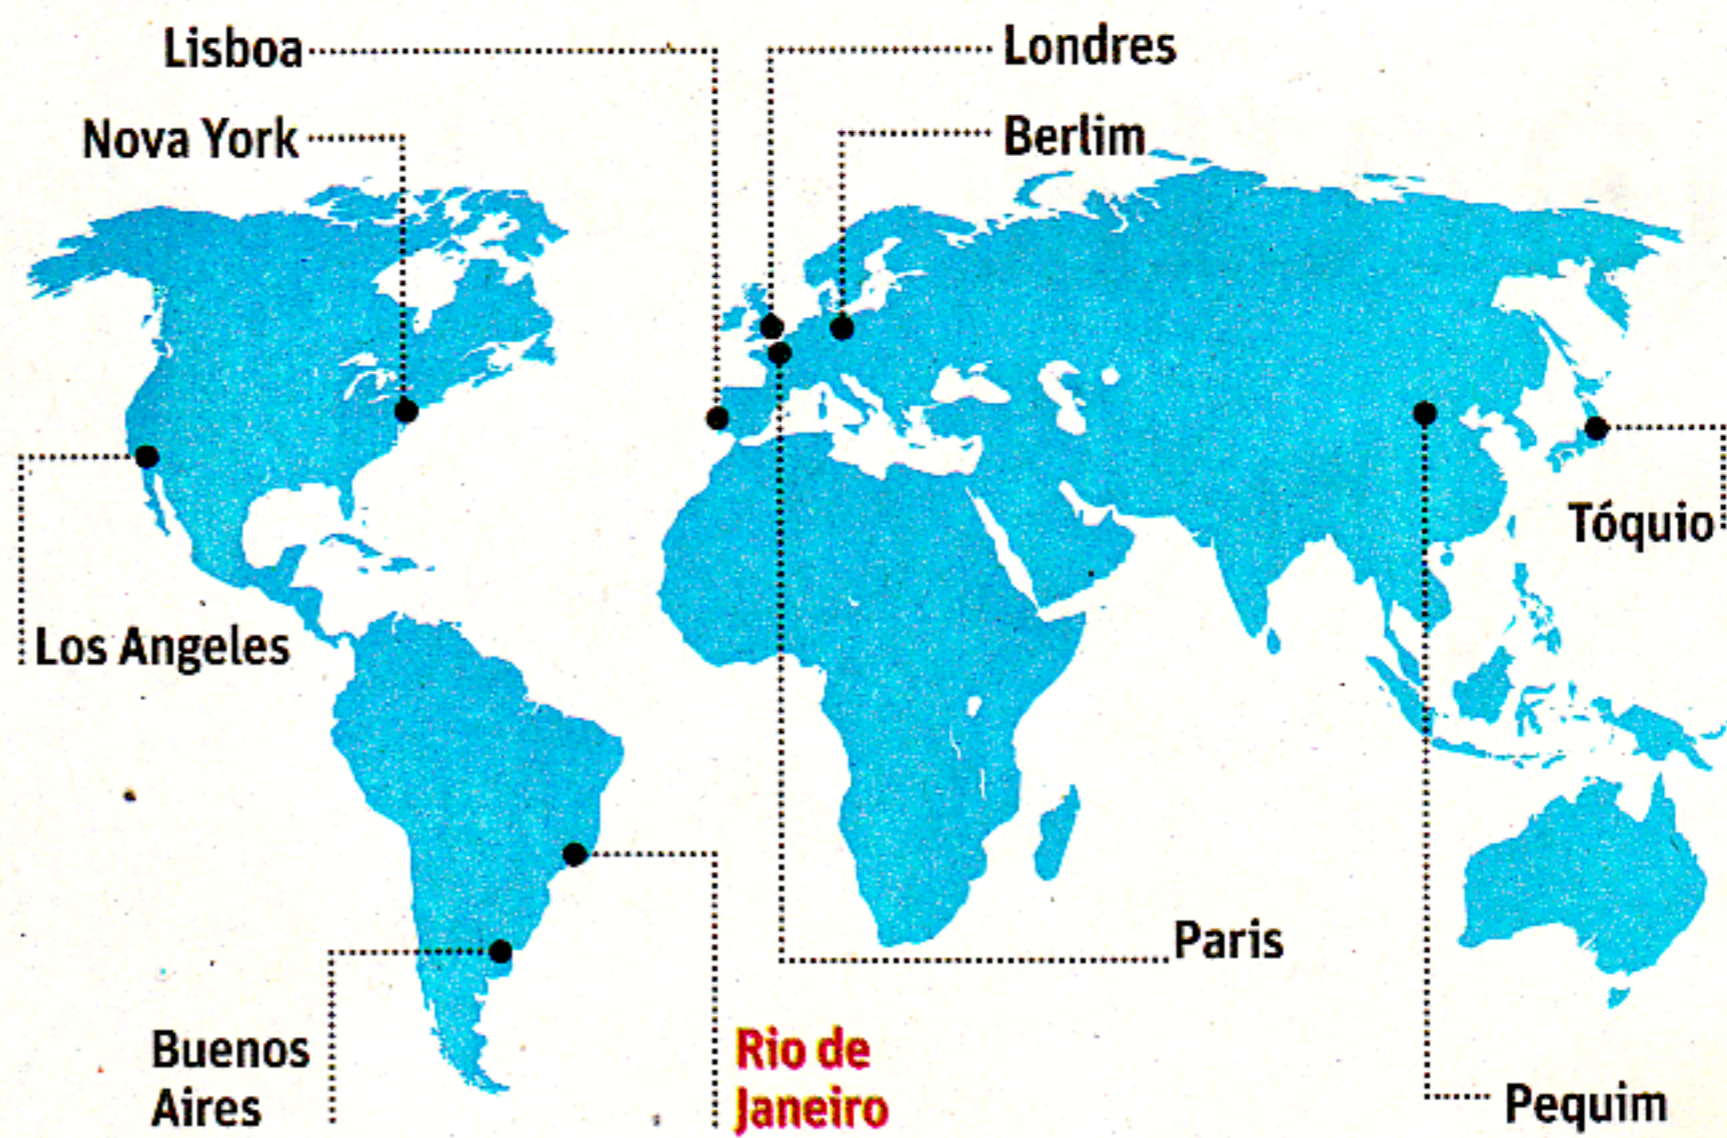 Lisboa
Londres
Nova York
Berlim
Tóquio
Los Angeles
Paris
Buenos
Aires
Rio de
Janeiro
Pequim